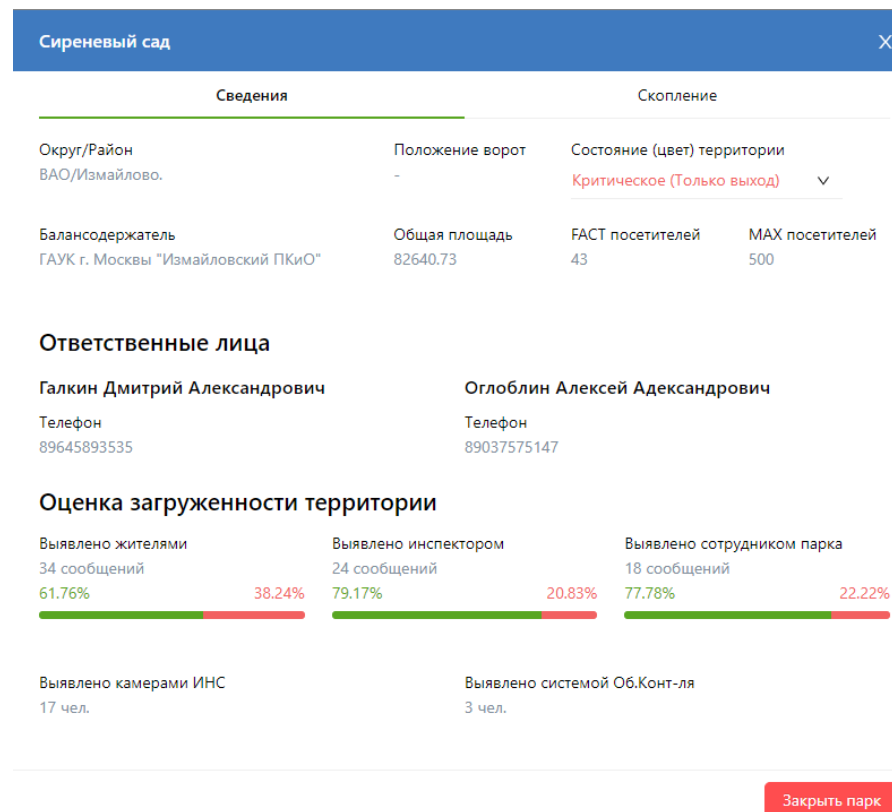 Сиреневый сад X
Сведения Скопление
Округ/Район Положение ворот Состояние (цвет) территории
ВАО/Измайлово. - Критическое (Только выход)
Балансодержатель Общая площадь FACT посетителей MAX посетителей
ГАУК г. Москвы "Измайловский ПКиО" 82640.73 43 500
Ответственные лица
Галкин Дмитрий Александрович Оглоблин Алексей Адександрович
Телефон Телефон
89645893535 89037575147
Оценка загруженности территории
Выявлено жителями Выявлено инспектором Выявлено сотрудником парка
34 сообщений 24 сообщений 18 сообщений
61.76% 38.24% 79.17% 20.83% 77.78% 22.22%
Выявлено камерами ИНС Выявлено системой Об.Конт-ля
17 чел. 3 чел.
Закрыть парк